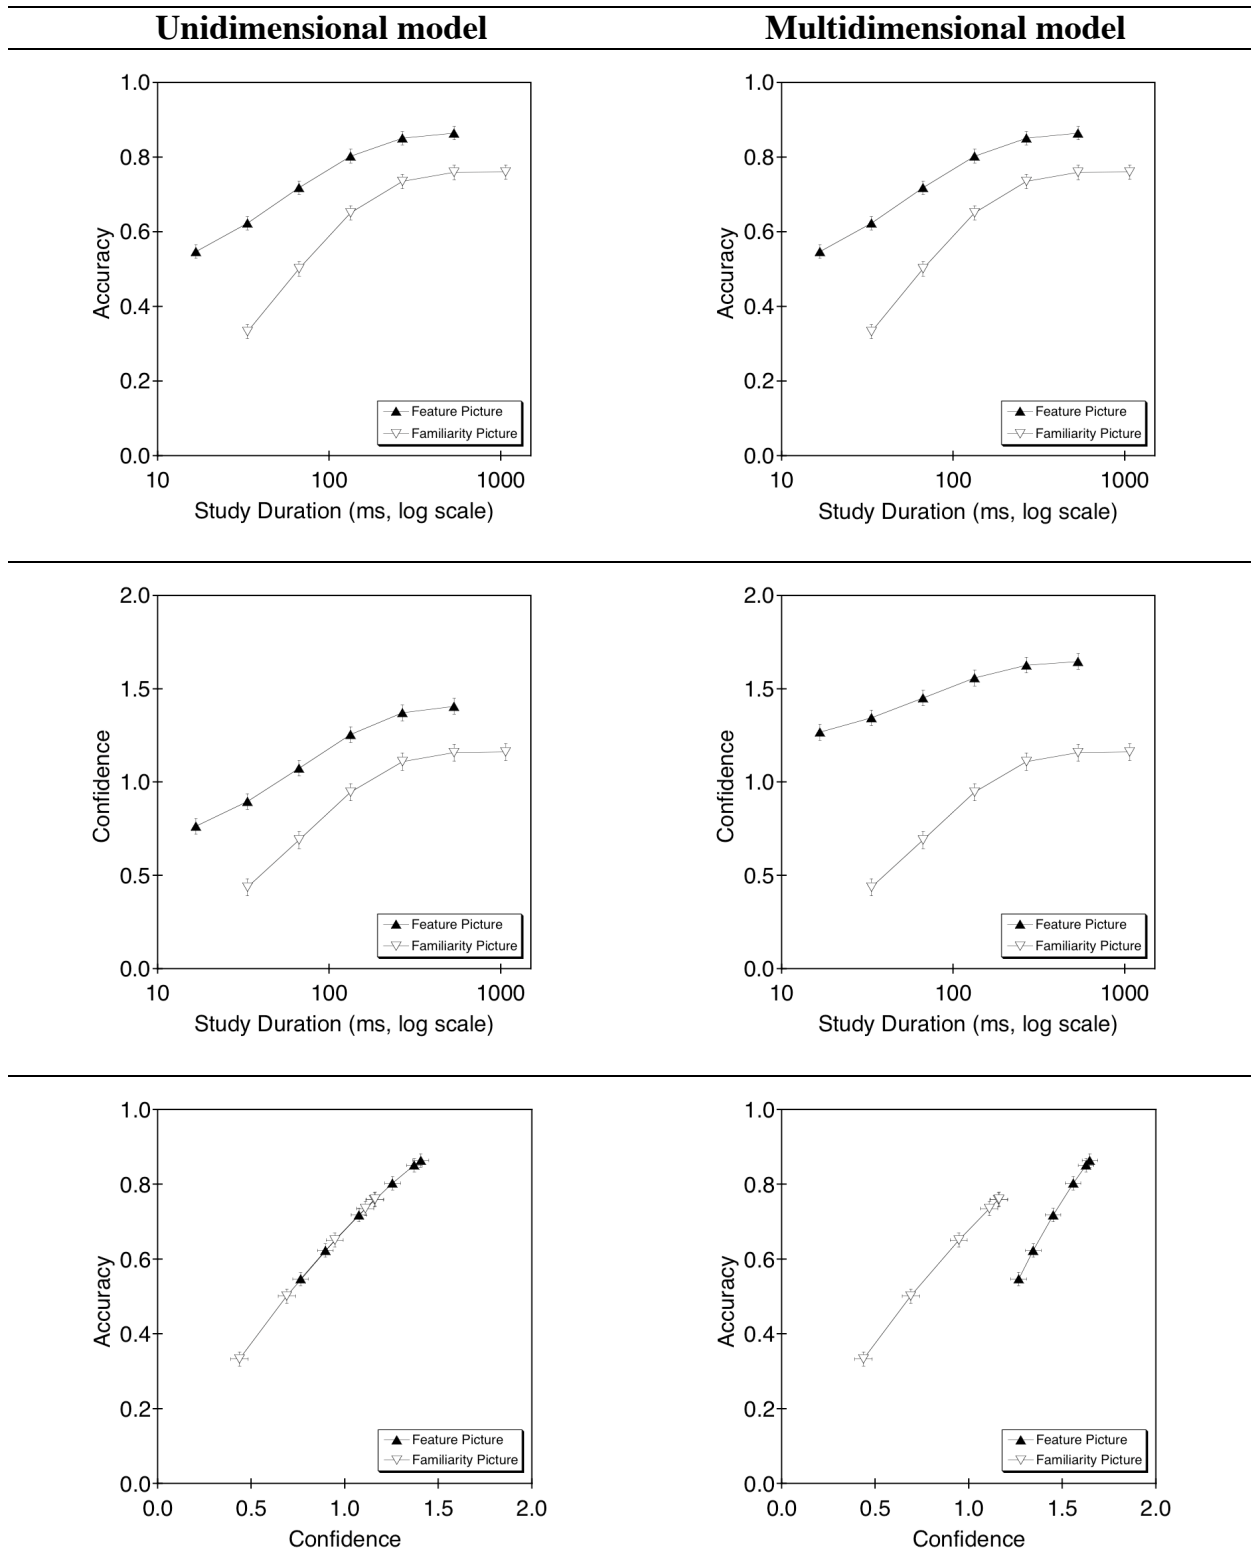 Unidimensional model
Multidimensional model
1.0
0.8
0.6
0.4
0.2
0.0
Accuracy
10
100
1000
Study Duration (ms, log scale)
Feature Picture
Familiarity Picture
1.0
0.8
0.6
0.4
0.2
0.0
Accuracy
10
100
1000
Study Duration (ms, log scale)
Feature Picture
Familiarity Picture
2.0
1.5
1.0
0.5
0.0
Confidence
10
100
1000
Study Duration (ms, log scale)
Feature Picture
Familiarity Picture
2.0
1.5
1.0
0.5
0.0
Confidence
10
100
1000
Study Duration (ms, log scale)
Feature Picture
Familiarity Picture
1.0
0.8
0.6
0.4
0.2
0.0
Accuracy
0.0
0.5
1.0
1.5
2.0
Confidence
Feature Picture
Familiarity Picture
1.0
0.8
0.6
0.4
0.2
0.0
Accuracy
0.0
0.5
1.0
1.5
2.0
Confidence
Feature Picture
Familiarity Picture